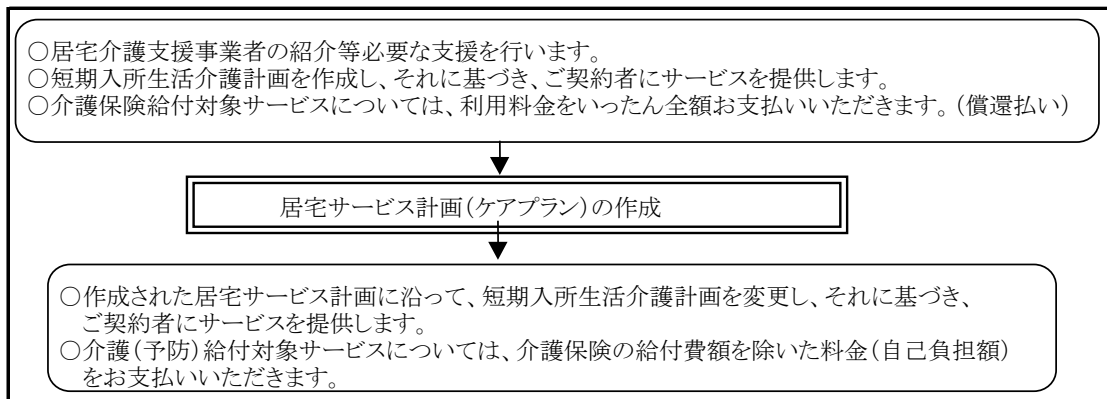 ○居宅介護支援事業者の紹介等必要な支援を行います。
○短期入所生活介護計画を作成し、それに基づき、ご契約者にサービスを提供します。
○介護保険給付対象サービスについては、利用料金をいったん全額お支払いいただきます。(償還払い)
居宅サービス計画(ケアプラン)の作成
○作成された居宅サービス計画に沿って、短期入所生活介護計画を変更し、それに基づき、
ご契約者にサービスを提供します。
○介護(予防)給付対象サービスについては、介護保険の給付費額を除いた料金(自己負担額)
をお支払いいただきます。